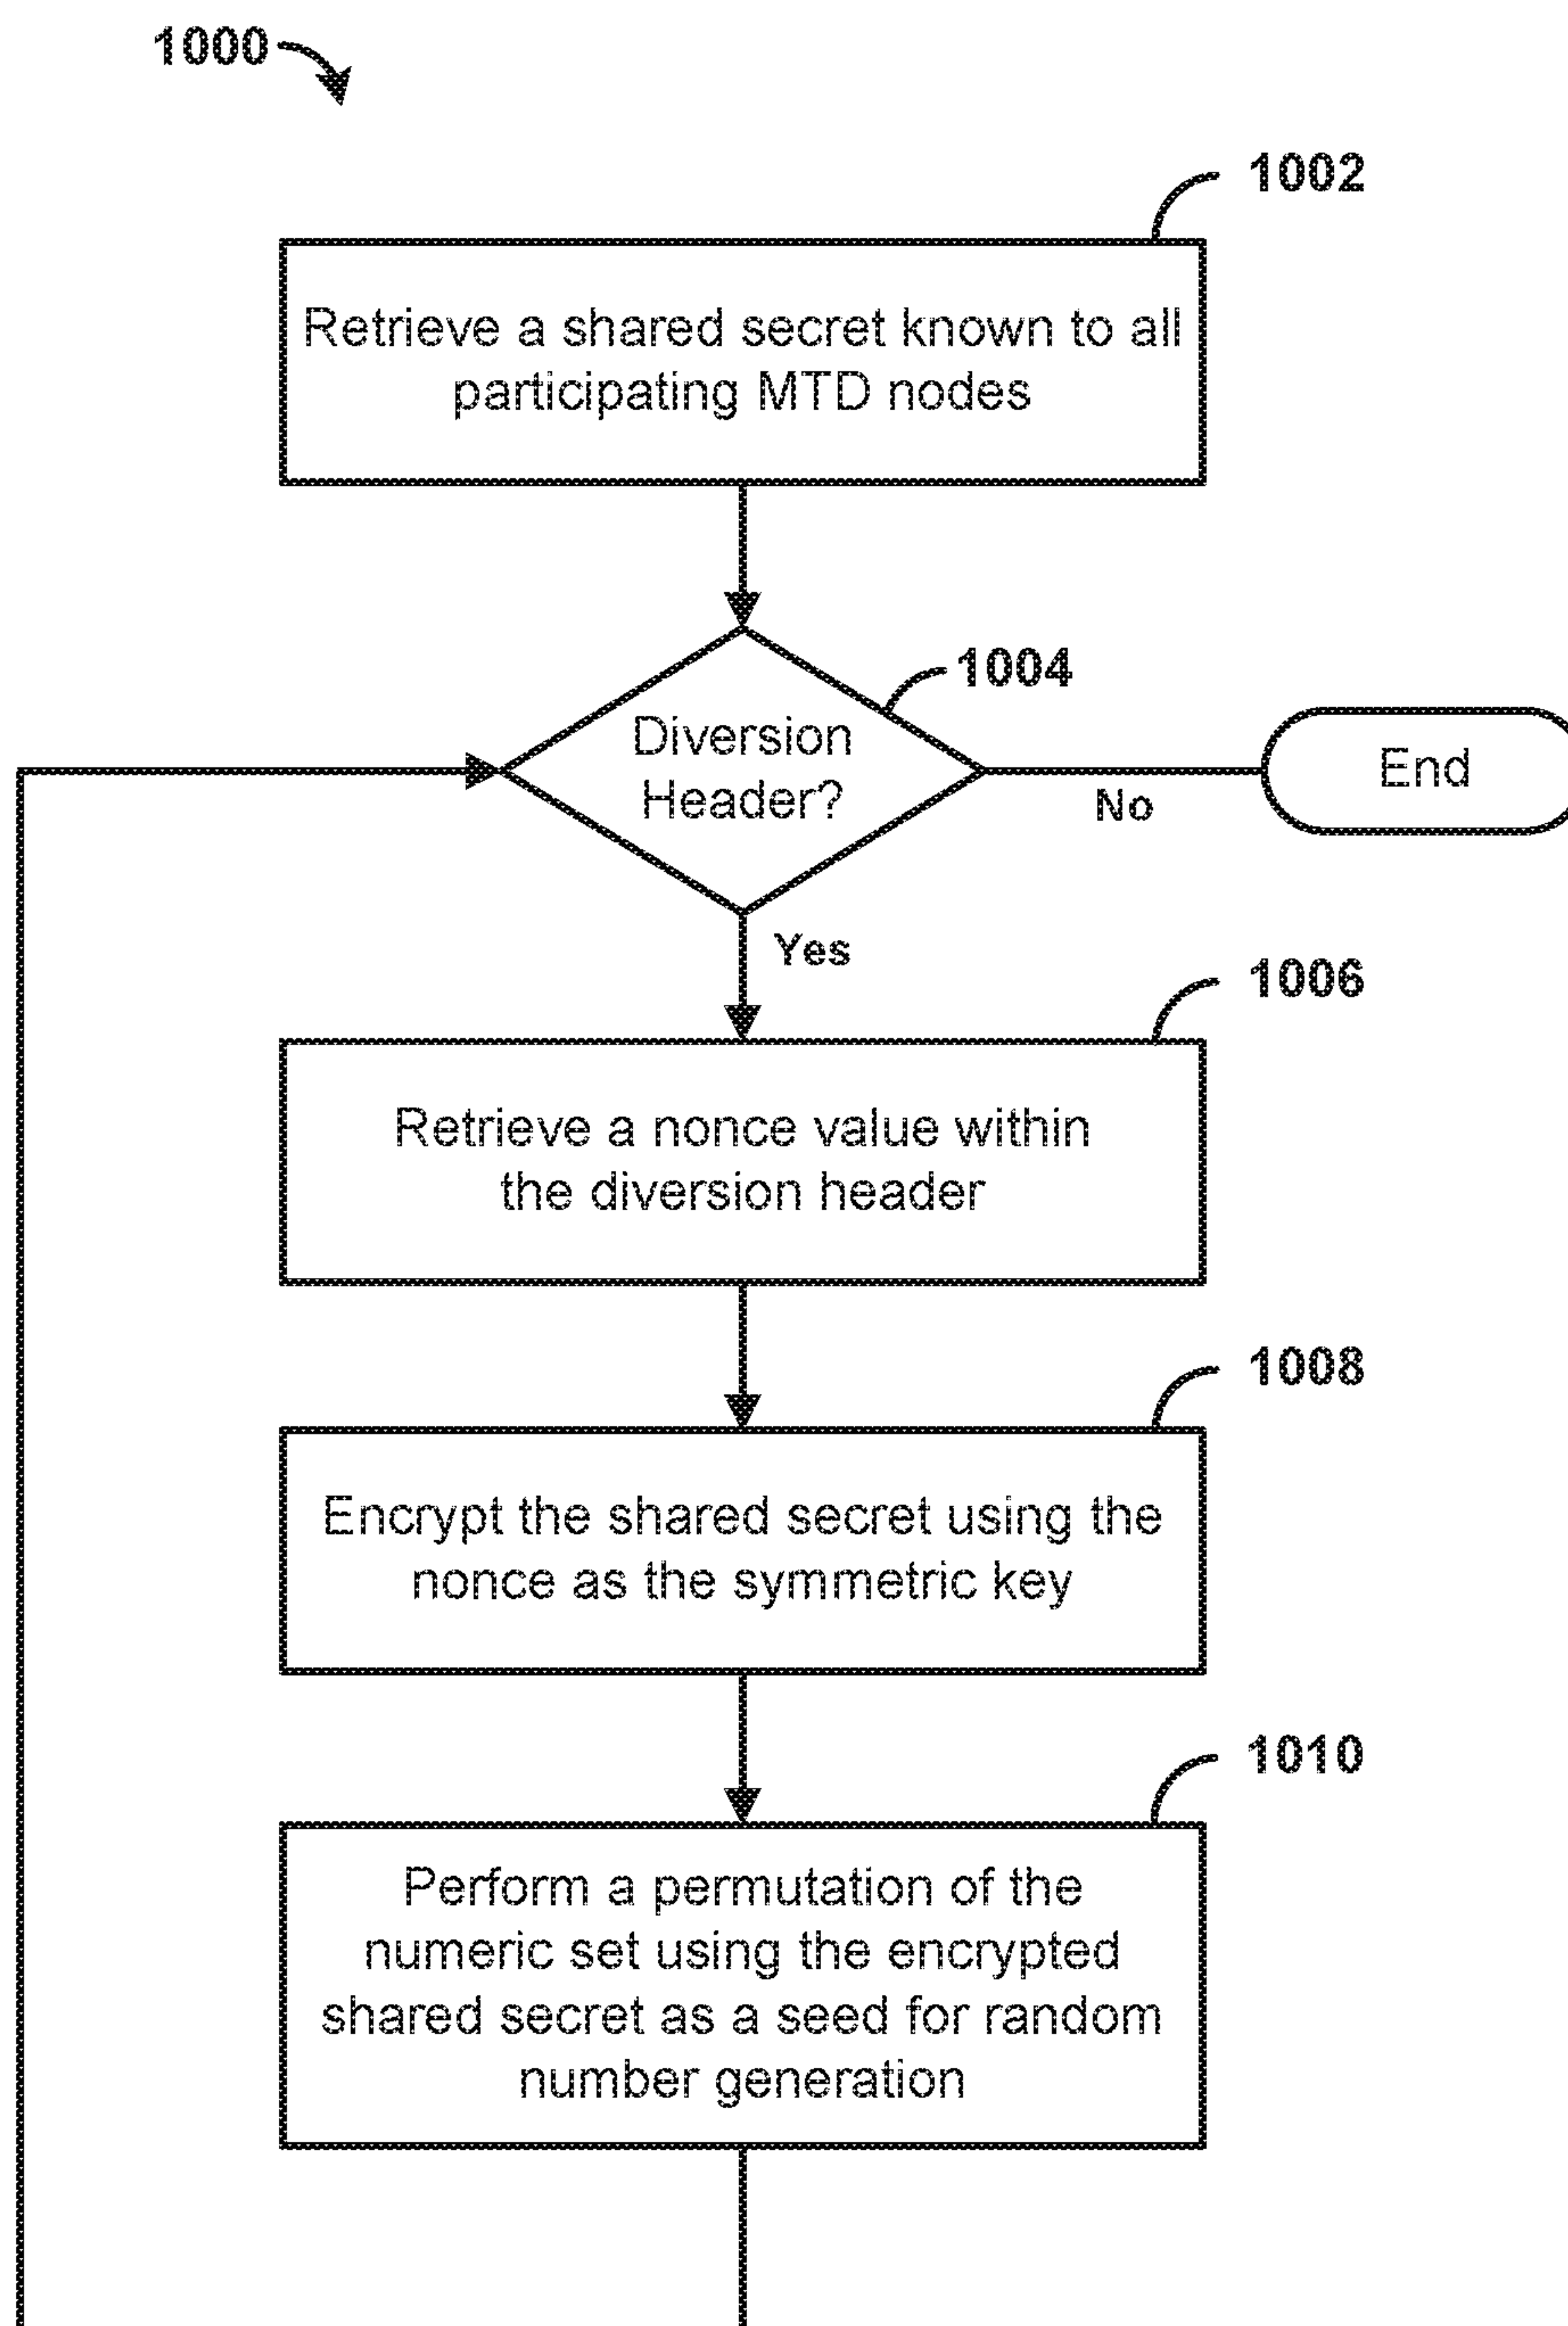 1000
1002
Retrieve a shared secret known to all
participating MTD nodes
1004
Diversion
Header?
End
No
Yes
1006
Retrieve a nonce value within
the diversion header
1008
Encrypt the shared secret using the
nonce as the symmetric key
1010
Perform a permutation of the
numeric set using the encrypted
shared secret as a seed for random
number generation